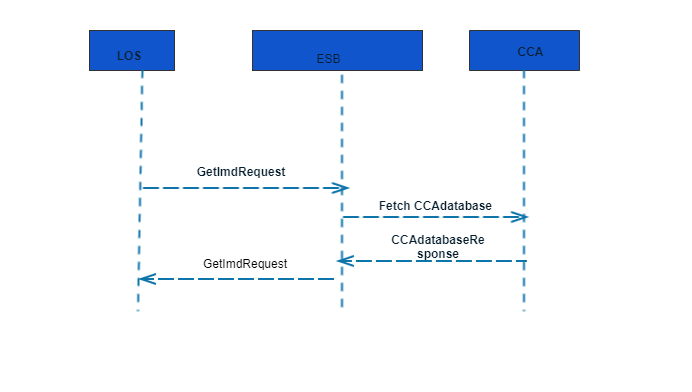 LOS
ESB
CCA
GetImdRequest
Fetch CCAdatabase
CCAdatabaseRe
sponse
GetImdRequest